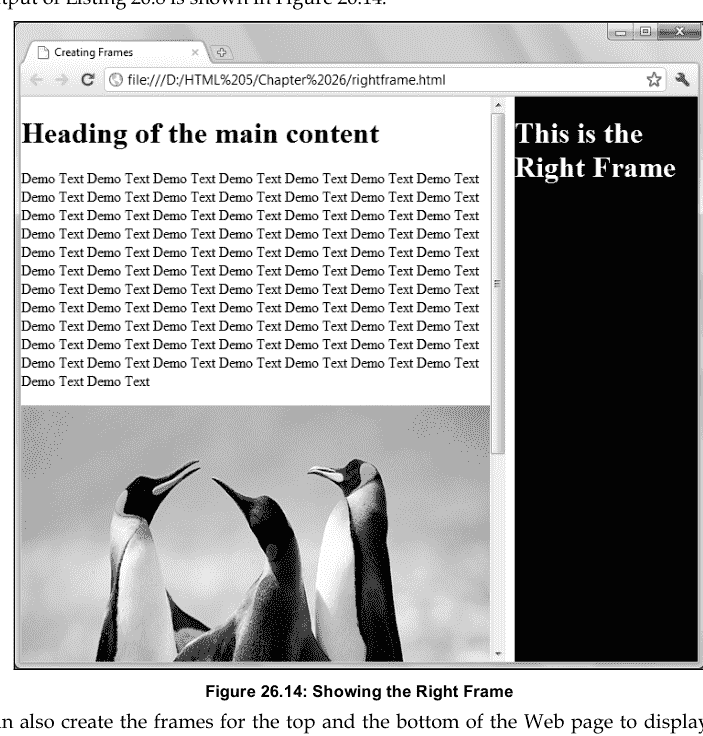 output of Listing 26.8 is shown in Figure 26.14:
Creating Frames
file:///D:/HTML%205/Chapter%2026/rightframe.html
Heading of the main content
Demo Text Demo Text Demo Text Demo Text Demo Text Demo Text Demo Text
Demo Text Demo Text Demo Text Demo Text Demo Text Demo Text Demo Text
Demo Text Demo Text Demo Text Demo Text Demo Text Demo Text Demo Text
Demo Text Demo Text Demo Text Demo Text Demo Text Demo Text Demo Text
Demo Text Demo Text Demo Text Demo Text Demo Text Demo Text Demo Text
Demo Text Demo Text Demo Text Demo Text Demo Text Demo Text Demo Text
Demo Text Demo Text Demo Text Demo Text Demo Text Demo Text Demo Text
Demo Text Demo Text Demo Text Demo Text Demo Text Demo Text Demo Text
Demo Text Demo Text Demo Text Demo Text Demo Text Demo Text Demo Text
Demo Text Demo Text Demo Text Demo Text Demo Text Demo Text Demo Text
Demo Text Demo Text Demo Text Demo Text Demo Text Demo Text Demo Text
Demo Text Demo Text
This is the
Right Frame
Figure 26.14: Showing the Right Frame
n also create the frames for the top and the bottom of the Web page to display